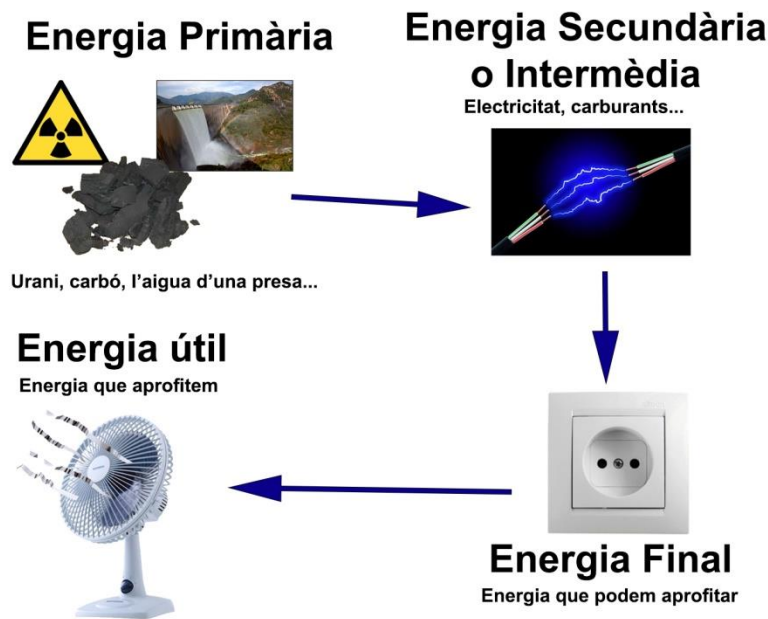 Energia Primària
Energia Secundària
o Intermèdia
Electricitat, carburants...
Urani, carbó, l'aigua d'una presa...
Energia útil
Energia que aprofitem
Energia Final
Energia que podem aprofitar